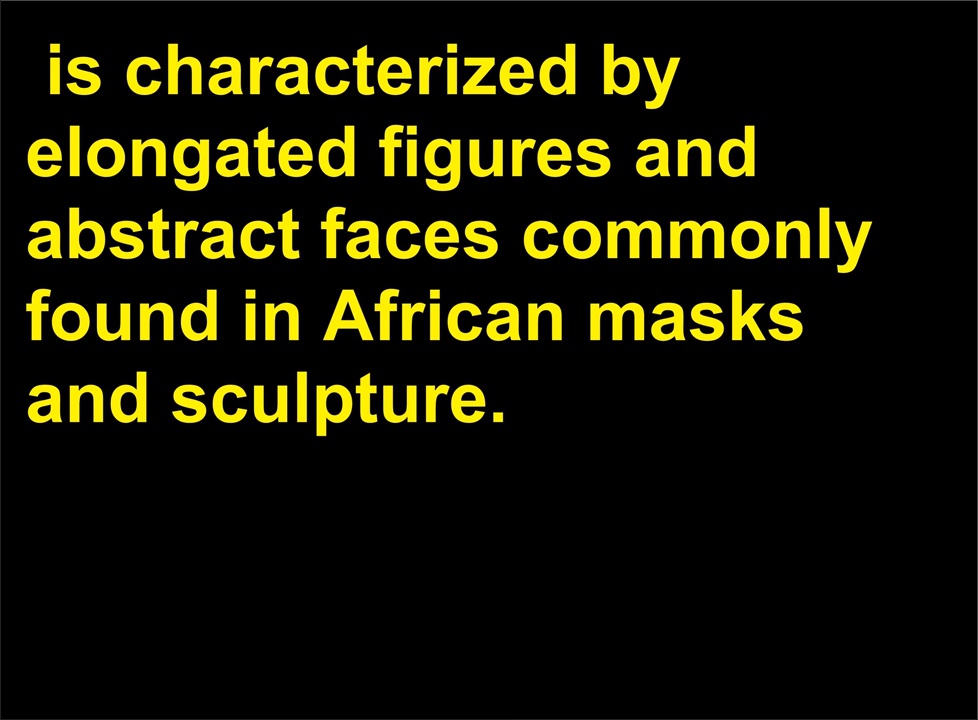 is characterized by
elongated figures and
abstract faces commonly
found in African masks
and sculpture.